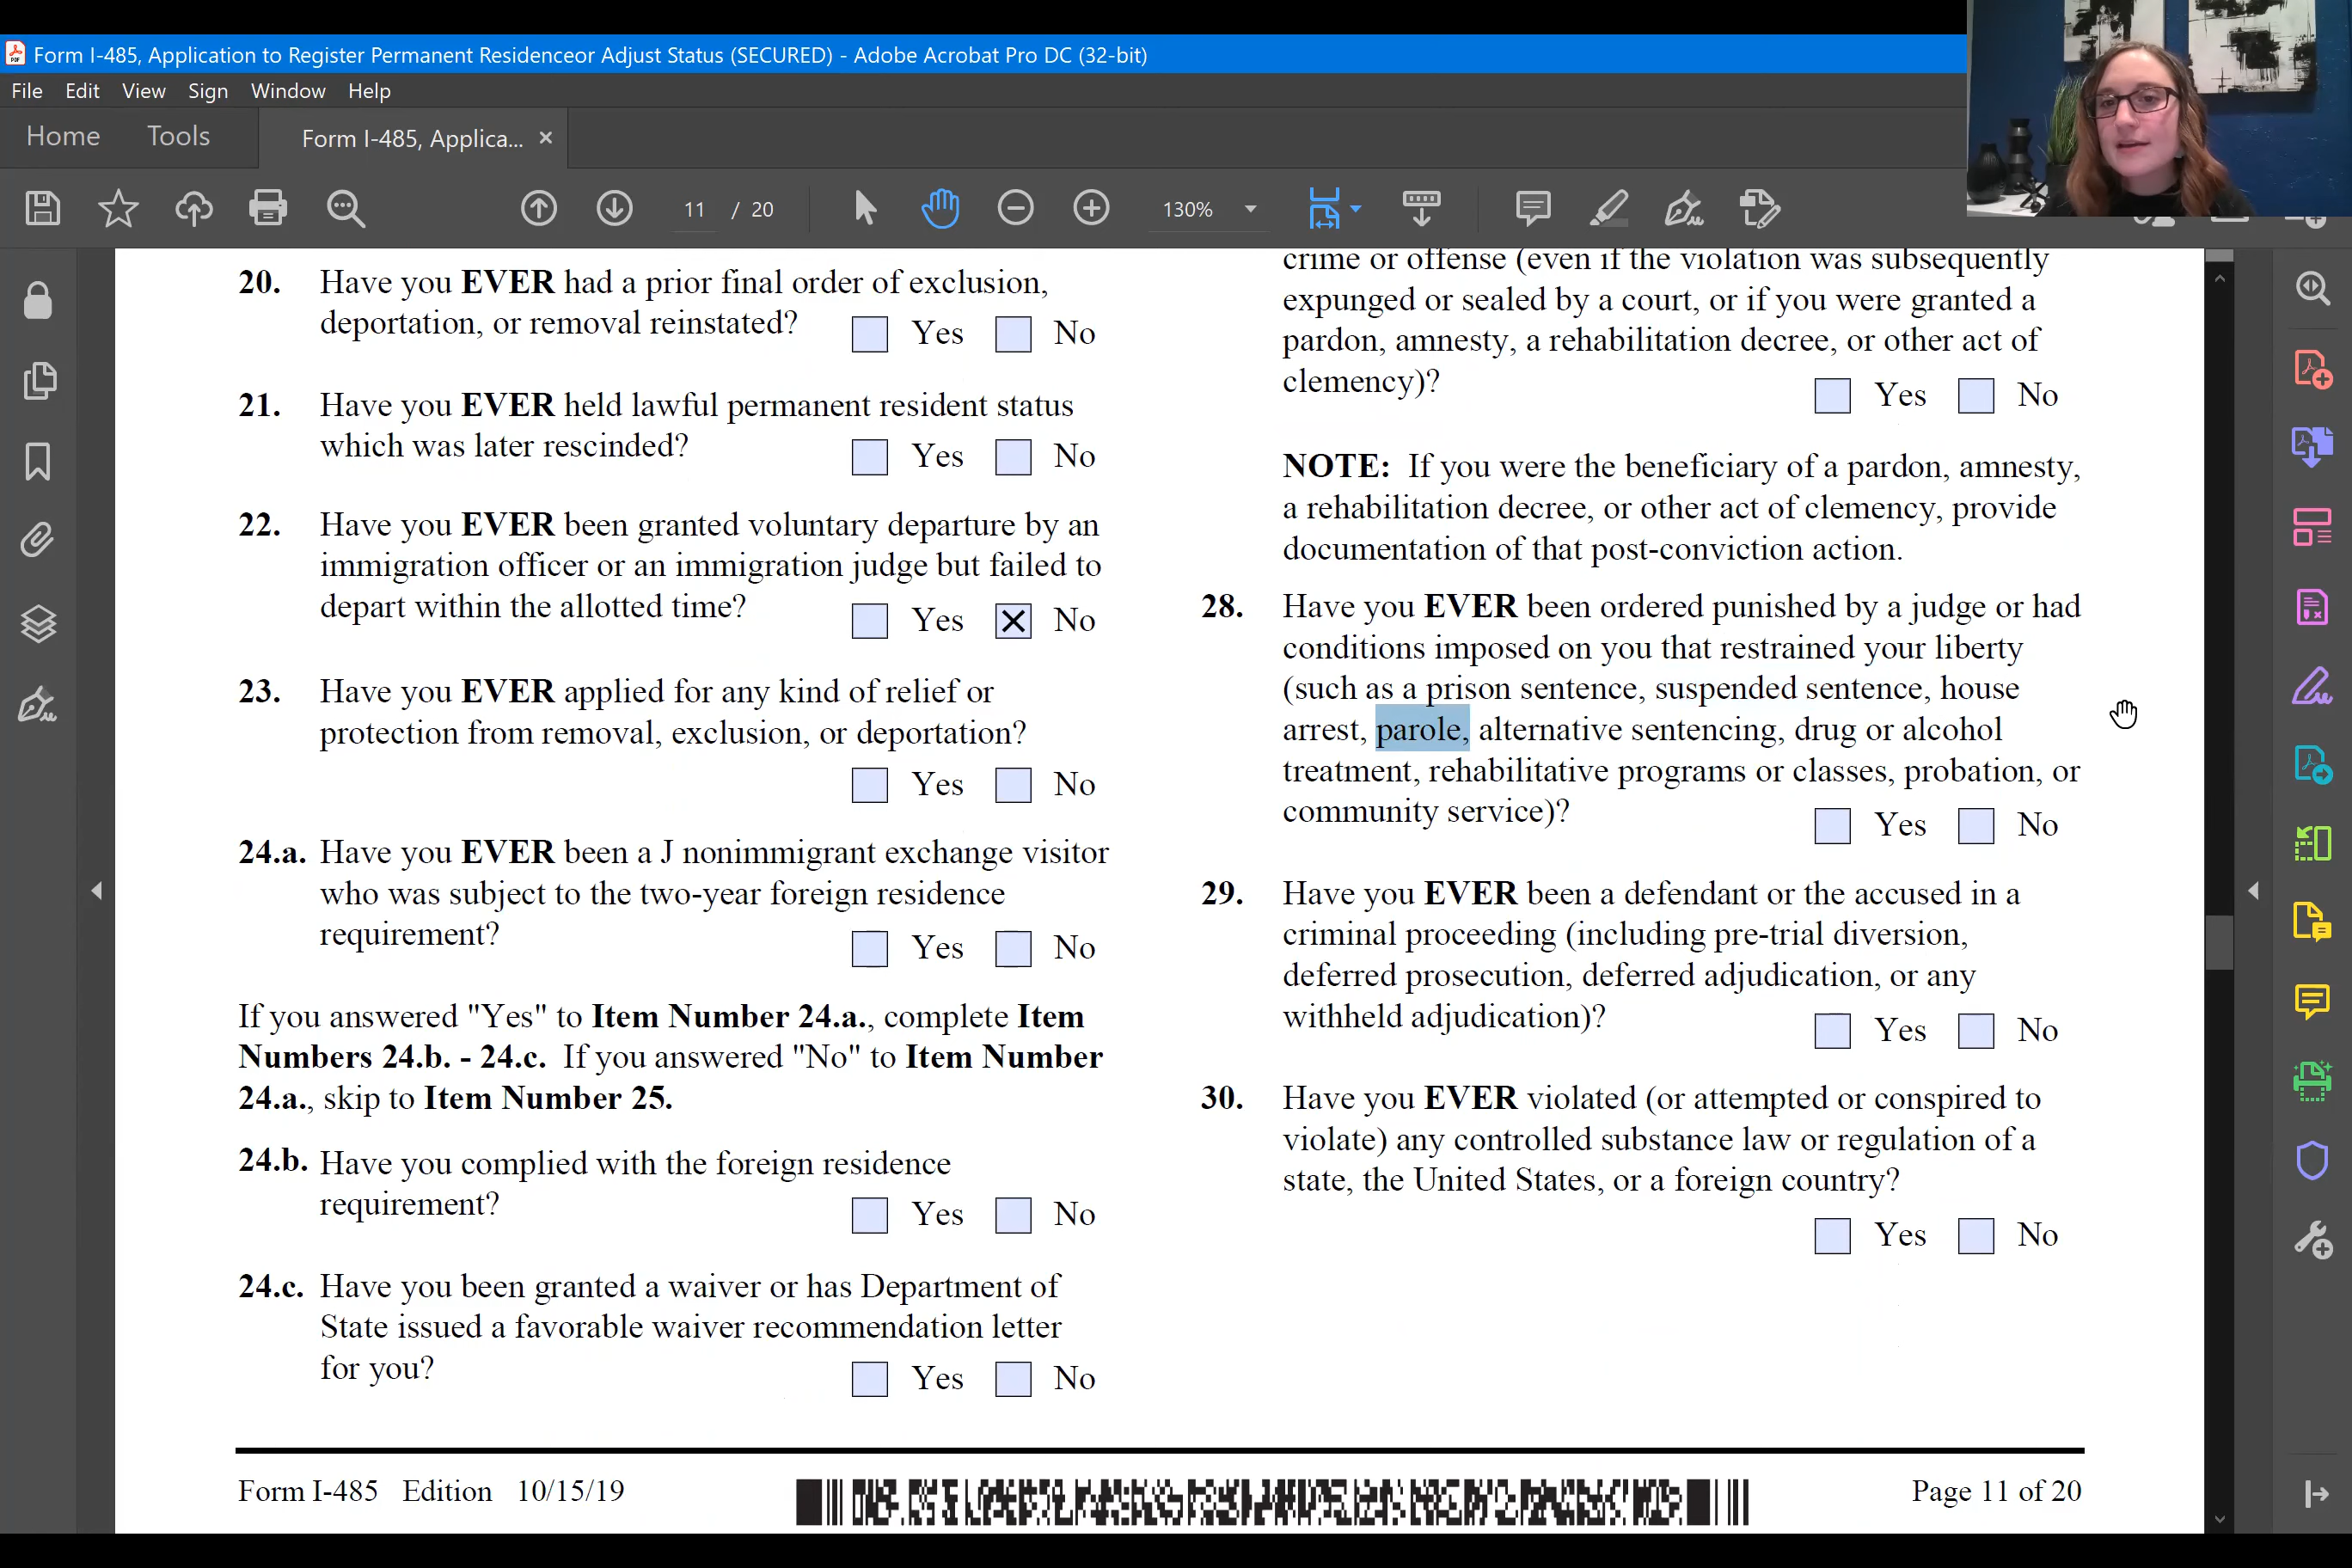 Form I-485, Application to Register Permanent Residenceor Adjust Status (SECURED) - Adobe Acrobat Pro DC (32-bit)
File Edit View Sign Window Help
Home Tools Form I-485, Applica... ×
11 / 20 130%
20. Have you EVER had a prior final order of exclusion,
deportation, or removal reinstated? Yes No
21. Have you EVER held lawful permanent resident status
which was later rescinded? Yes No
22. Have you EVER been granted voluntary departure by an
immigration officer or an immigration judge but failed to
depart within the allotted time? Yes No
23. Have you EVER applied for any kind of relief or
protection from removal, exclusion, or deportation?
Yes No
24.a. Have you EVER been a J nonimmigrant exchange visitor
who was subject to the two-year foreign residence
requirement? Yes No
If you answered "Yes" to Item Number 24.a., complete Item
Numbers 24.b. - 24.c. If you answered "No" to Item Number
24.a., skip to Item Number 25.
24.b. Have you complied with the foreign residence
requirement? Yes No
24.c. Have you been granted a waiver or has Department of
State issued a favorable waiver recommendation letter
for you? Yes No
crime or offense (even if the violation was subsequently
expunged or sealed by a court, or if you were granted a
pardon, amnesty, a rehabilitation decree, or other act of
clemency)? Yes No
NOTE: If you were the beneficiary of a pardon, amnesty,
a rehabilitation decree, or other act of clemency, provide
documentation of that post-conviction action.
28. Have you EVER been ordered punished by a judge or had
conditions imposed on you that restrained your liberty
(such as a prison sentence, suspended sentence, house
arrest, parole, alternative sentencing, drug or alcohol
treatment, rehabilitative programs or classes, probation, or
community service)? Yes No
29. Have you EVER been a defendant or the accused in a
criminal proceeding (including pre-trial diversion,
deferred prosecution, deferred adjudication, or any
withheld adjudication)? Yes No
30. Have you EVER violated (or attempted or conspired to
violate) any controlled substance law or regulation of a
state, the United States, or a foreign country?
Yes No
Form I-485 Edition 10/15/19 Page 11 of 20